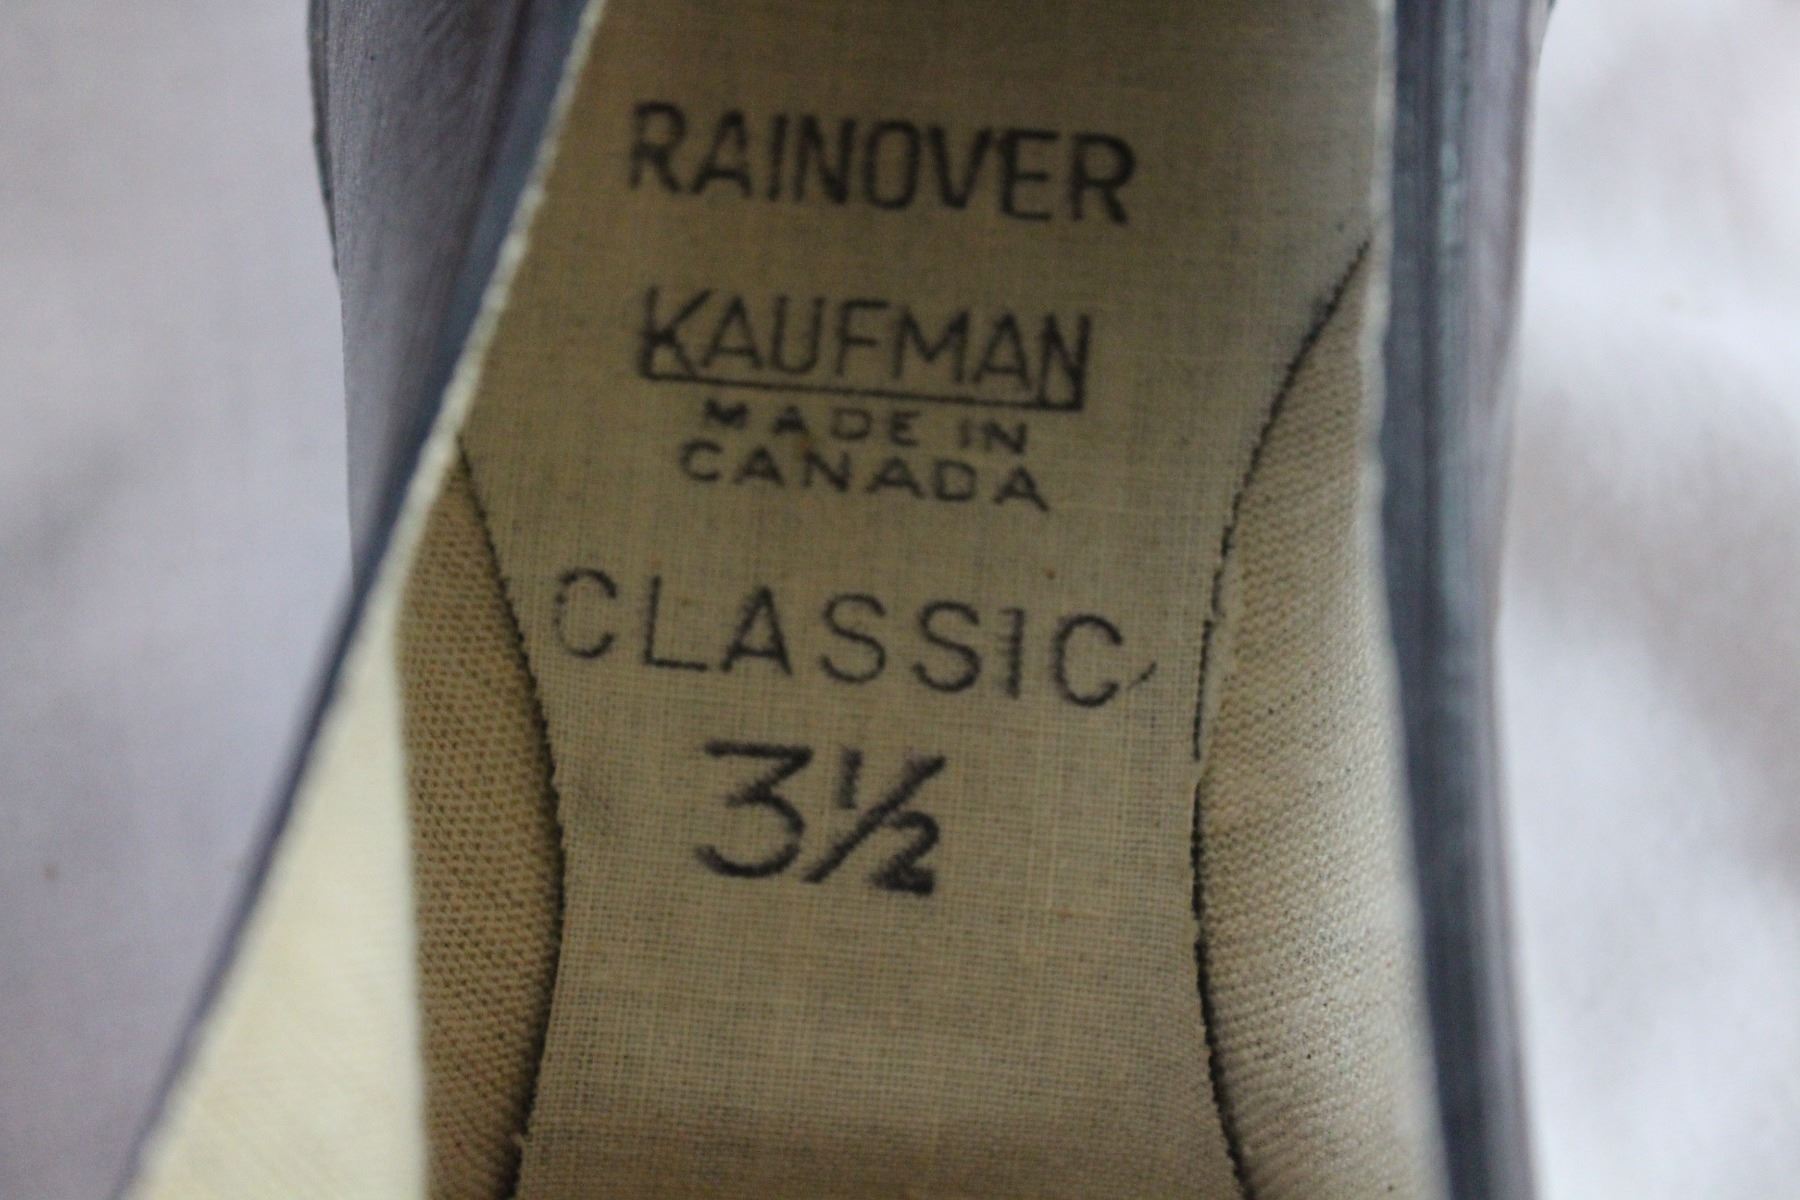 RAINOVER
KAUFMAN
MADE IN
CANADA
CLASSIC
3½